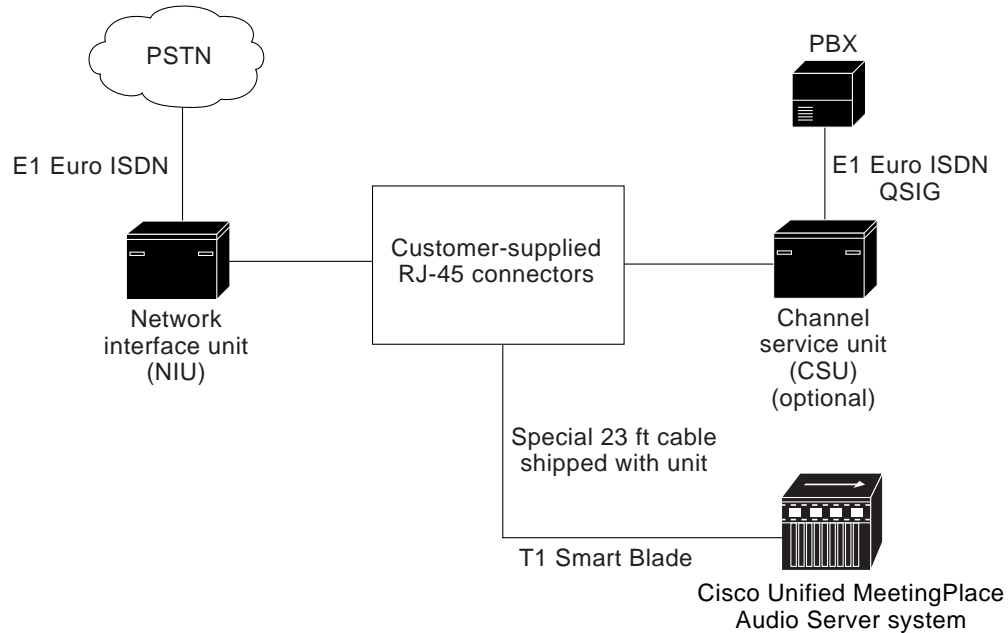 PSTN
PBX
E1 Euro ISDN
E1 Euro ISDN
QSIG
Customer-supplied
RJ-45 connectors
Network
interface unit
(NIU)
Channel
service unit
(CSU)
(optional)
Special 23 ft cable
shipped with unit
T1 Smart Blade
Cisco Unified MeetingPlace
Audio Server system